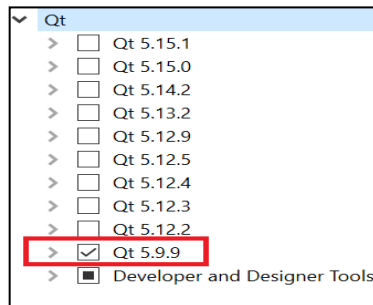 Qt
Qt 5.15.1
Qt 5.15.0
Qt 5.14.2
Qt 5.13.2
Qt 5.12.9
Qt 5.12.5
Qt 5.12.4
Qt 5.12.3
Qt 5.12.2
Qt 5.9.9
Developer and Designer Tools